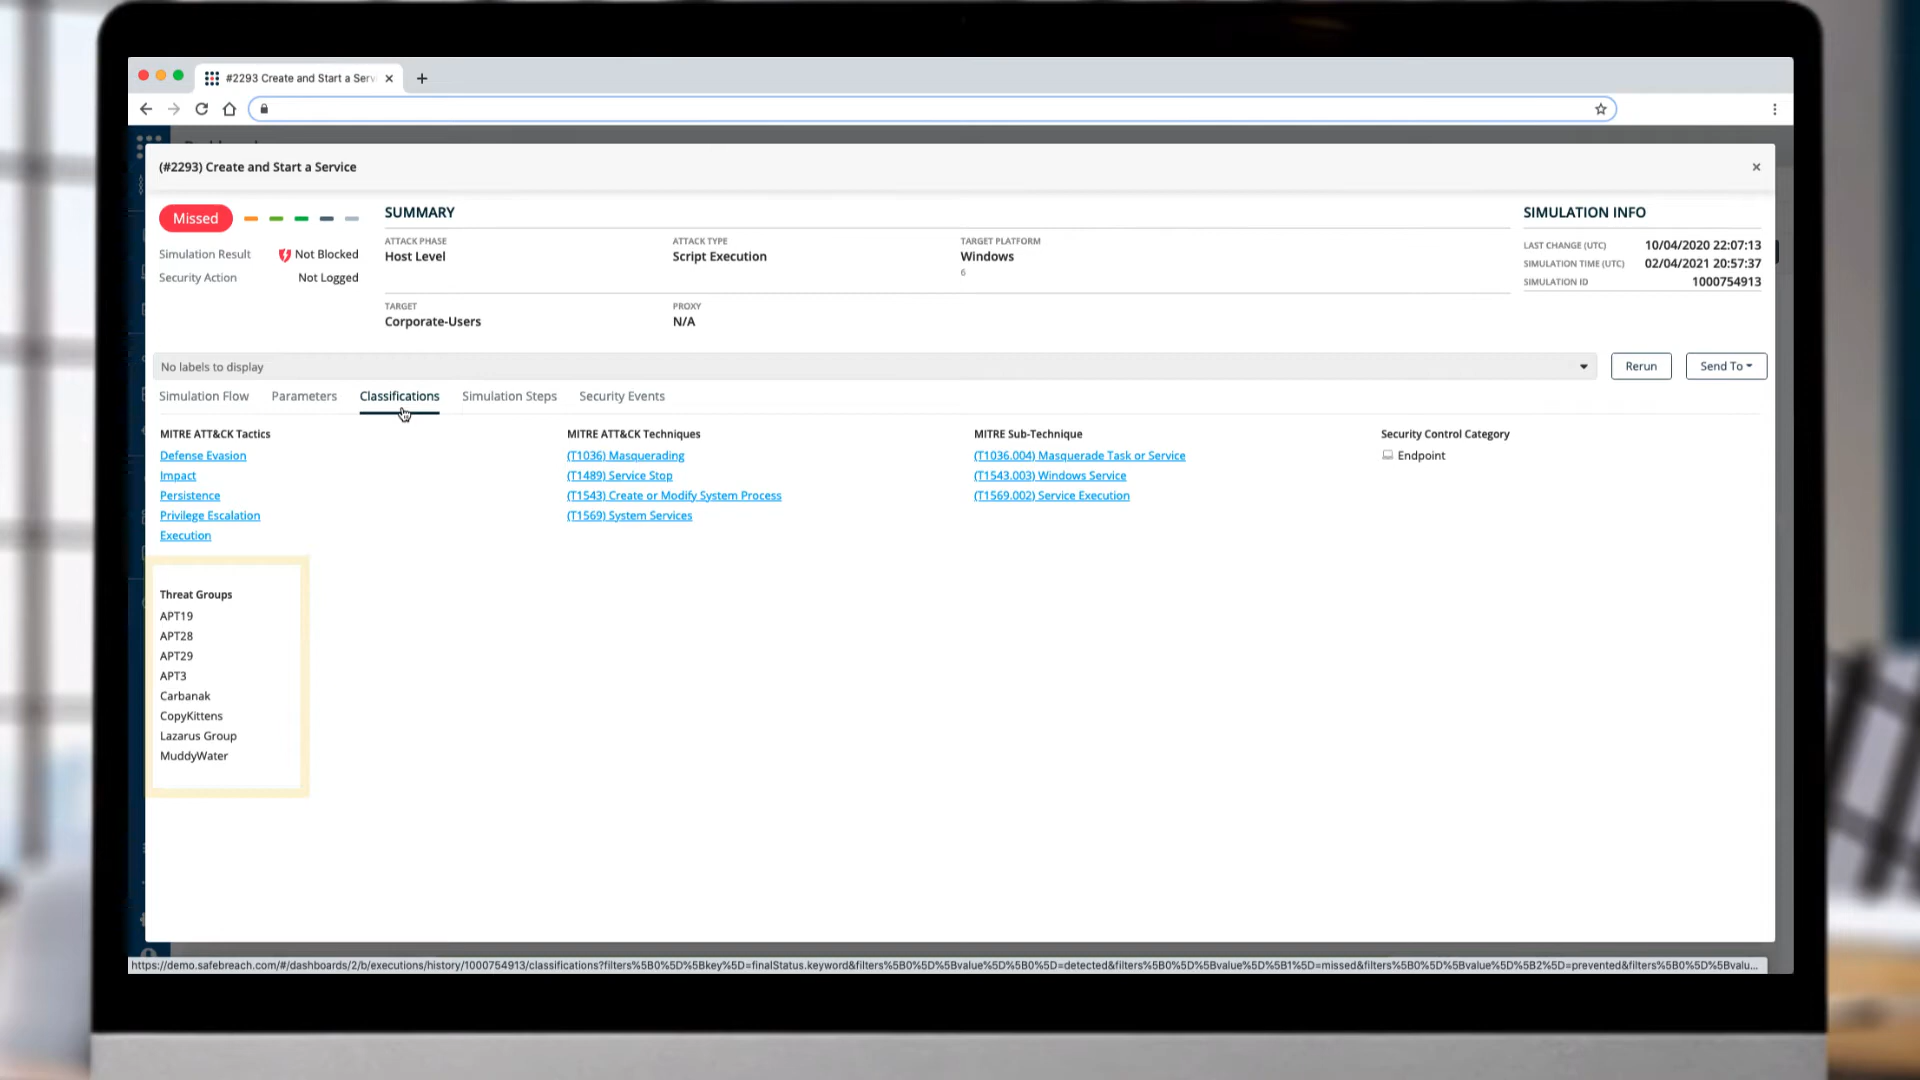 #2293 Create and Start a Serv
(#2293) Create and Start a Service
Missed
Simulation Result Not Blocked
Security Action Not Logged
SUMMARY
ATTACK PHASE
Host Level
ATTACK TYPE
Script Execution
TARGET PLATFORM
Windows
6
TARGET
Corporate-Users
PROXY
N/A
SIMULATION INFO
LAST CHANGE (UTC) 10/04/2020 22:07:13
SIMULATION TIME (UTC) 02/04/2021 20:57:37
SIMULATION ID 1000754913
No labels to display
Rerun
Send To
Simulation Flow Parameters Classifications Simulation Steps Security Events
MITRE ATT&CK Tactics
Defense Evasion
Impact
Persistence
Privilege Escalation
Execution
MITRE ATT&CK Techniques
(T1036) Masquerading
(T1489) Service Stop
(T1543) Create or Modify System Process
(T1569) System Services
MITRE Sub-Technique
(T1036.004) Masquerade Task or Service
(T1543.003) Windows Service
(T1569.002) Service Execution
Security Control Category
Endpoint
Threat Groups
APT19
APT28
APT29
APT3
Carbanak
CopyKittens
Lazarus Group
MuddyWater
https://demo.safebreach.com/#/dashboards/2/b/executions/history/1000754913/classifications?filters%5B0%5D%5Bkey%5D=finalStatus.keyword&filters%5B0%5D%5Bvalue%5D%5B0%5D=detected&filters%5B0%5D%5Bvalue%5D%5B1%5D=missed&filters%5B0%5D%5Bvalue%5D%5B2%5D=prevented&filters%5B0%5D%5Bvalu...